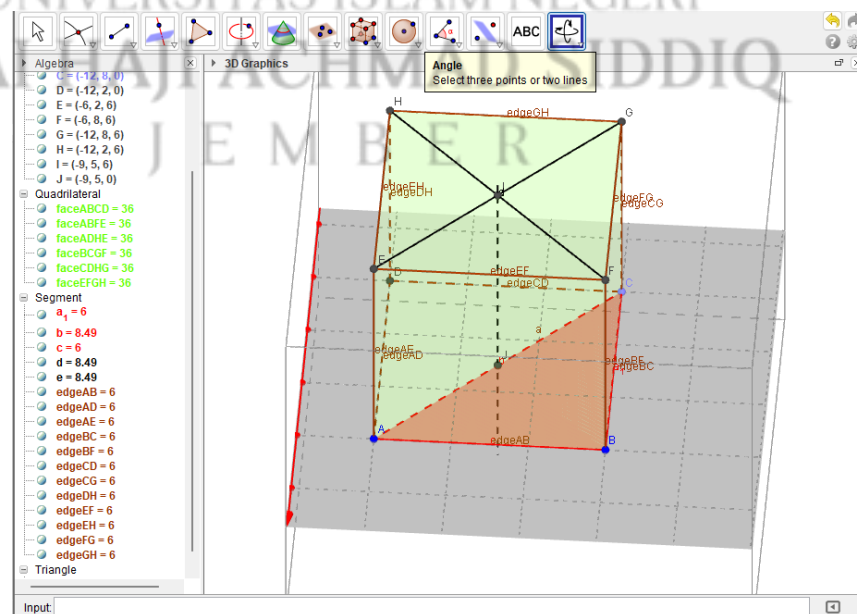 UNIVERSITAS ISLAM NEGERI
HAJI ACHMAD SIDDIQ
JEMBER
ABC
Algebra
3D Graphics
Angle
Select three points or two lines
C = (-12, 8, 0)
D = (-12, 2, 0)
E = (-6, 2, 6)
F = (-6, 8, 6)
G = (-12, 8, 6)
H = (-12, 2, 6)
I = (-9, 5, 6)
J = (-9, 5, 0)
Quadrilateral
faceABCD = 36
faceABFE = 36
faceADHE = 36
faceBCGF = 36
faceCDHG = 36
faceEFGH = 36
Segment
a₁ = 6
b = 8.49
c = 6
d = 8.49
e = 8.49
edgeAB = 6
edgeAD = 6
edgeAE = 6
edgeBC = 6
edgeBF = 6
edgeCD = 6
edgeCG = 6
edgeDH = 6
edgeEF = 6
edgeEH = 6
edgeFG = 6
edgeGH = 6
Triangle
H
edgeGH
G
edgeEH
edgeDH
edgeFG
edgeCG
E
D
edgeEF
edgeCD
F
C
a
edgeAE
edgeAD
edgeBF
edgeBC
A
edgeAB
B
Input: